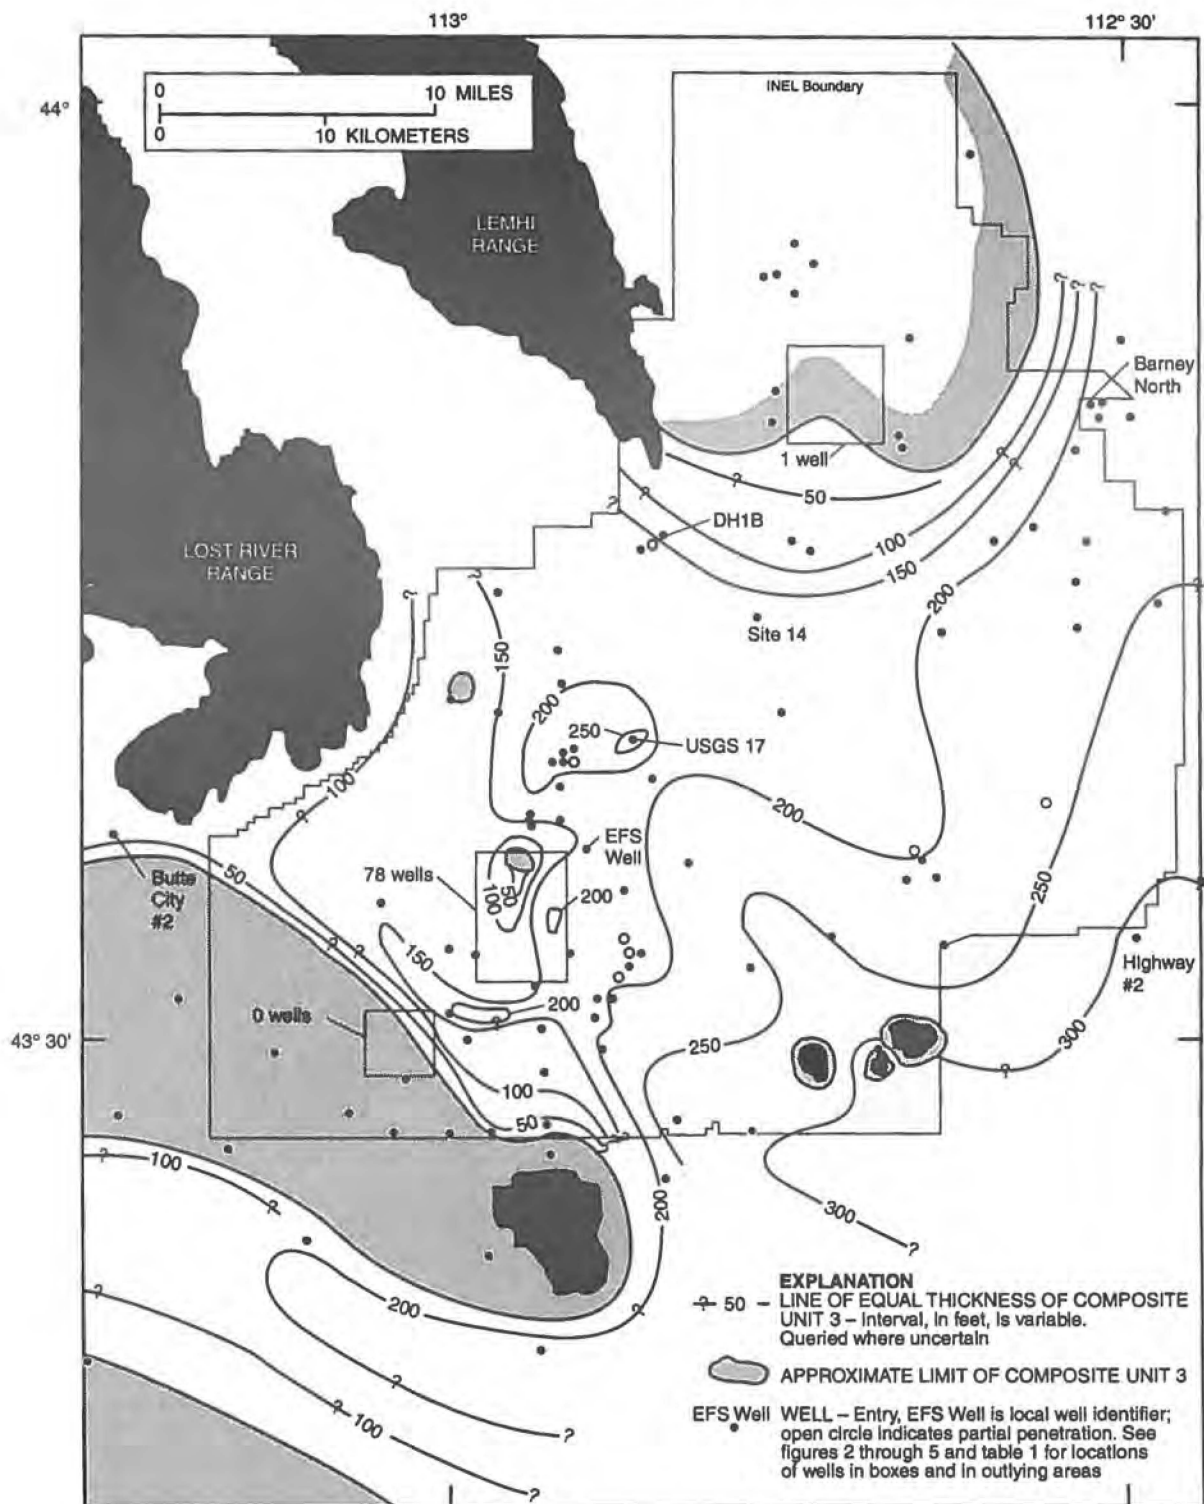 113°
112° 30'
0
10 MILES
0
10 KILOMETERS
INEL Boundary
44°
LEMHI
RANGE
?
?
?
Barney
North
1 well
?
50
?
?
?
?
DH1B
100
150
LOST RIVER
RANGE
?
?
200
?
150
Site 14
200
250
USGS 17
100
?
200
EFS
Well
50
78 wells
100
50
200
250
?
Butte
City
#2
?
?
150
Highway
#2
0 wells
200
?
43° 30'
250
300
?
100
50
?
?
100
?
200
300
?
200
?
?
?
?
100
?
?
EXPLANATION
? 50 – LINE OF EQUAL THICKNESS OF COMPOSITE
UNIT 3 – Interval, in feet, is variable.
Queried where uncertain
APPROXIMATE LIMIT OF COMPOSITE UNIT 3
EFS Well WELL – Entry, EFS Well is local well identifier;
open circle indicates partial penetration. See
figures 2 through 5 and table 1 for locations
of wells in boxes and in outlying areas